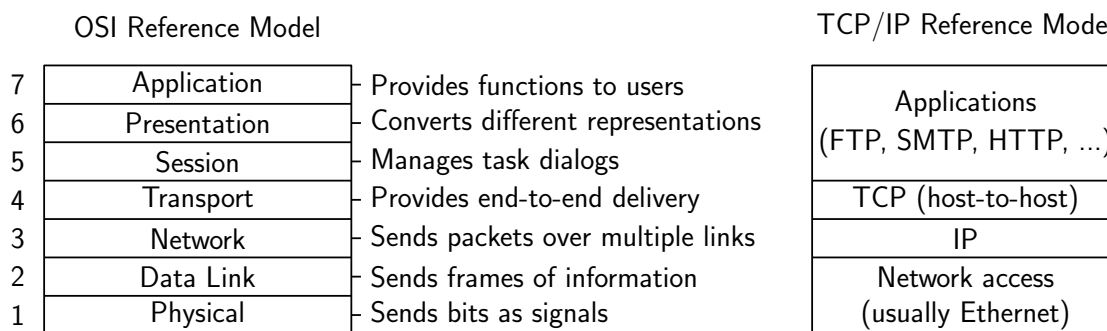 OSI Reference Model
7 Application Provides functions to users
6 Presentation Converts different representations
5 Session Manages task dialogs
4 Transport Provides end-to-end delivery
3 Network Sends packets over multiple links
2 Data Link Sends frames of information
1 Physical Sends bits as signals
TCP/IP Reference Mode
Applications
(FTP, SMTP, HTTP, ...)
TCP (host-to-host)
IP
Network access
(usually Ethernet)